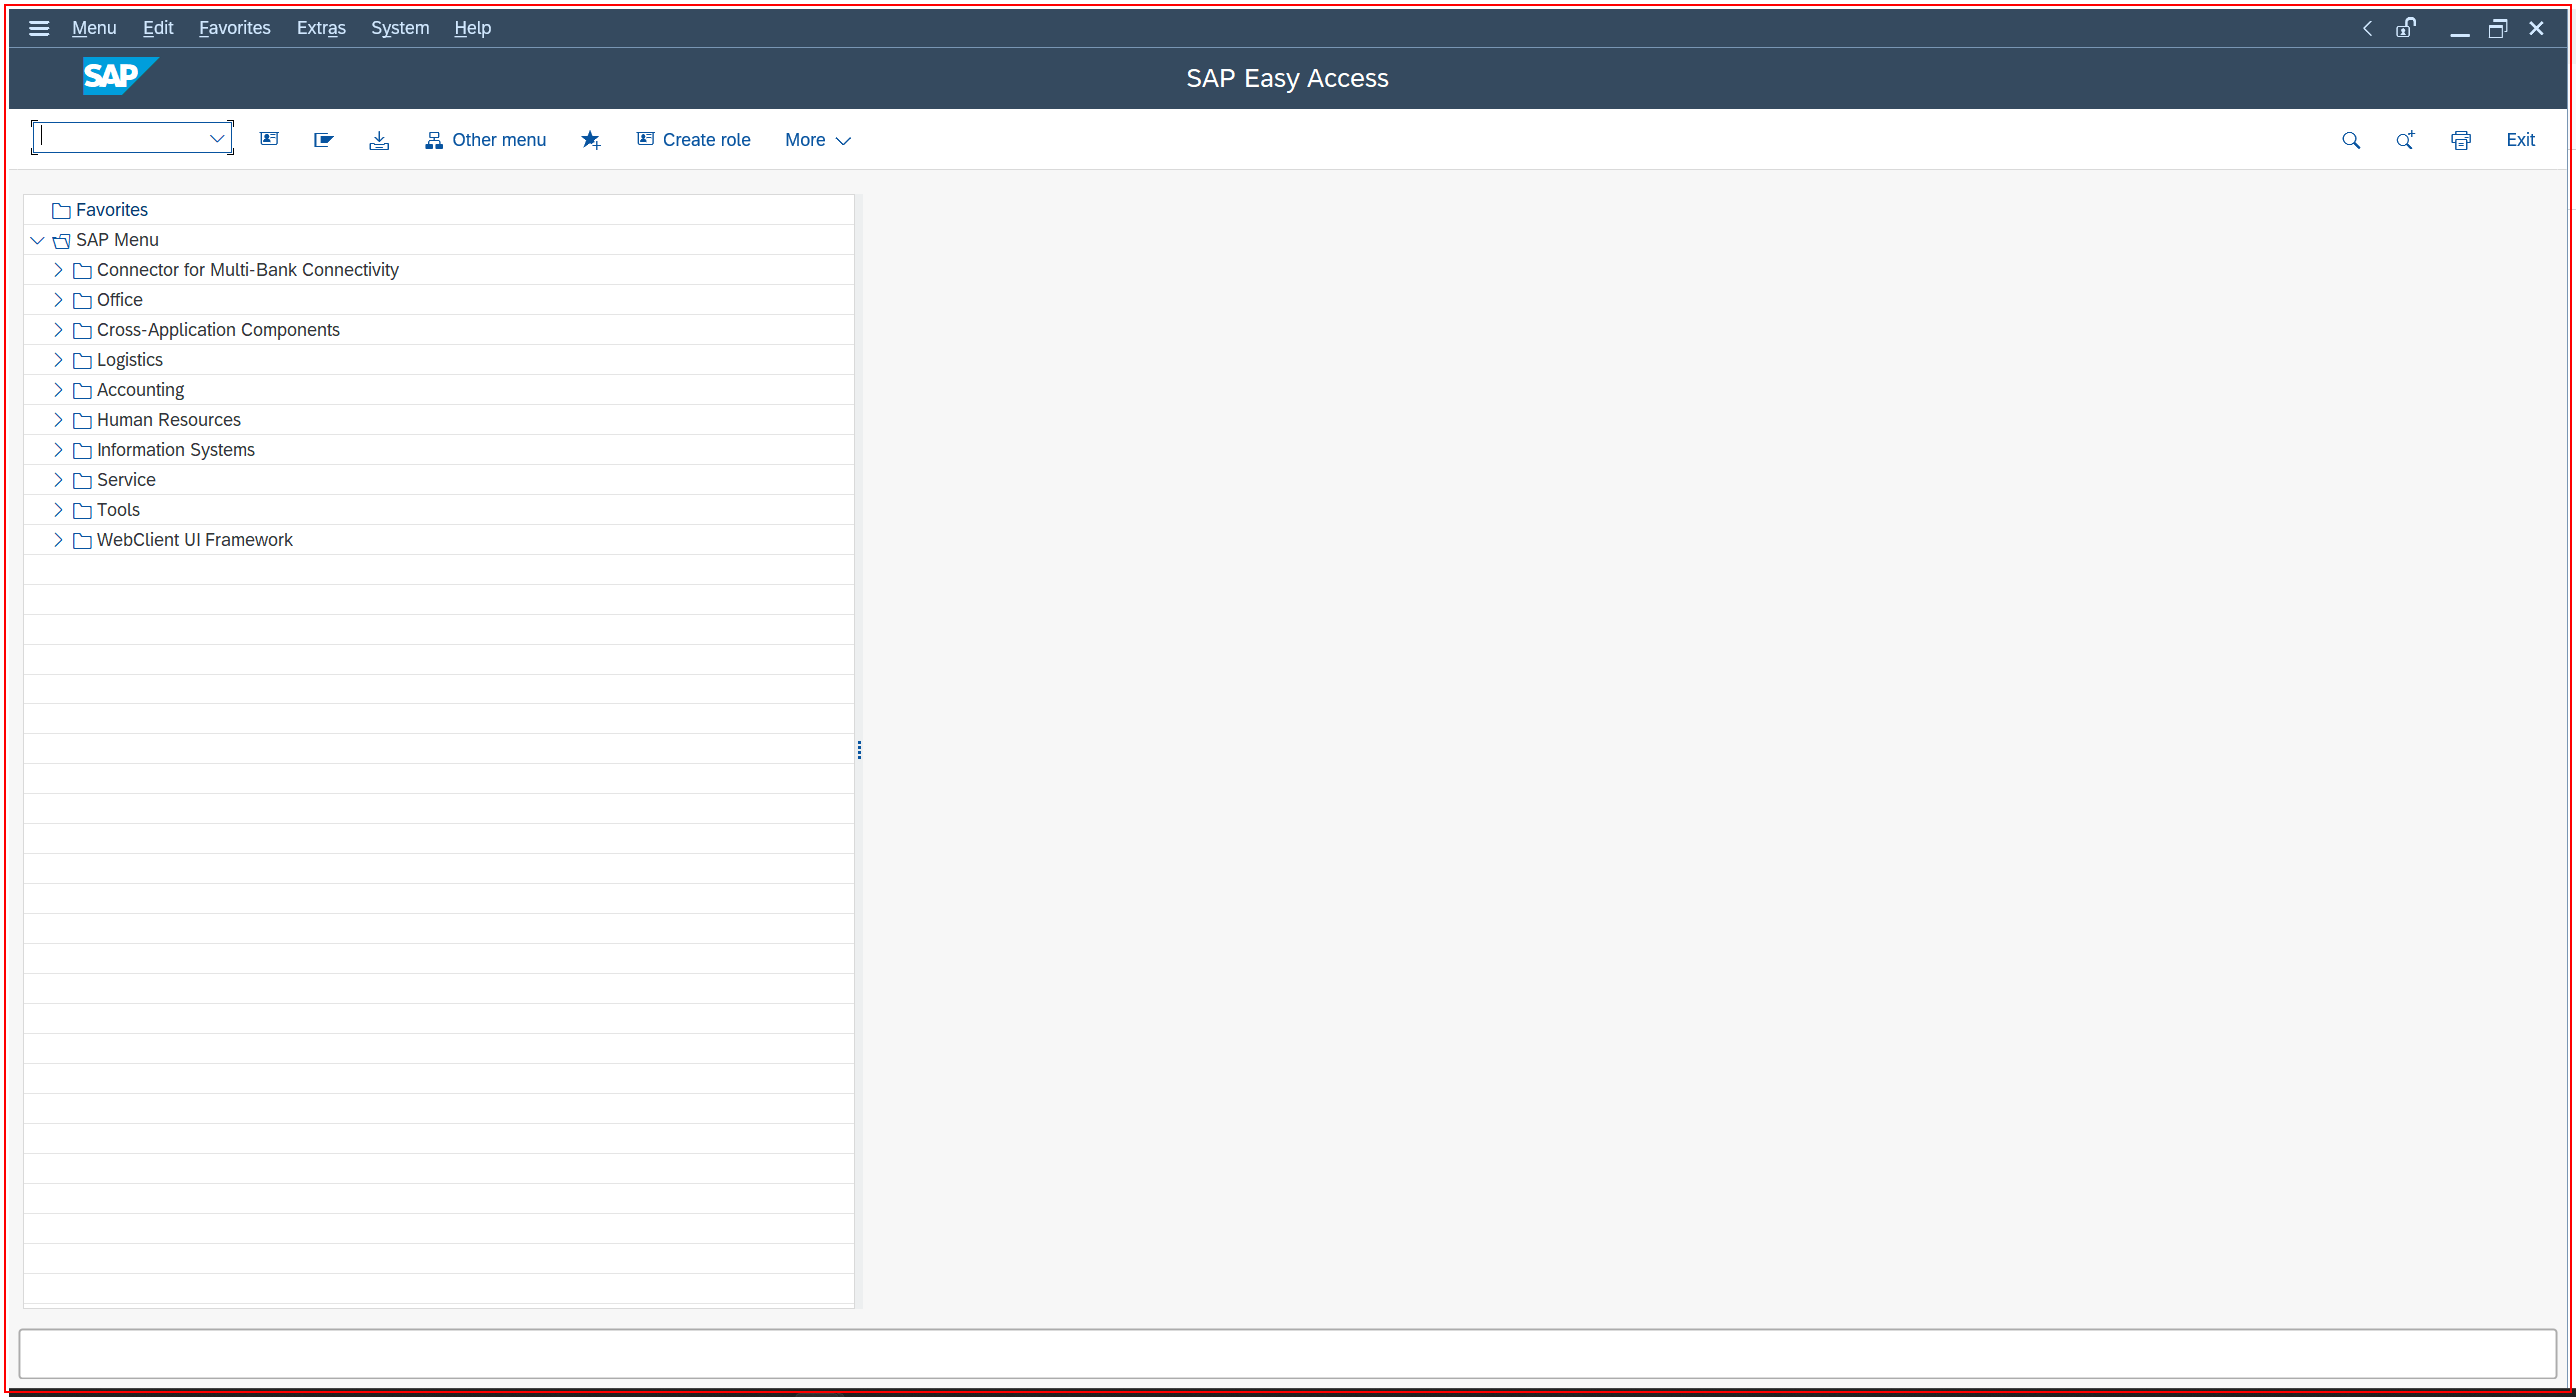 Menu Edit Favorites Extras System Help
SAP SAP Easy Access
Other menu Create role More Exit
Favorites
SAP Menu
Connector for Multi-Bank Connectivity
Office
Cross-Application Components
Logistics
Accounting
Human Resources
Information Systems
Service
Tools
WebClient UI Framework